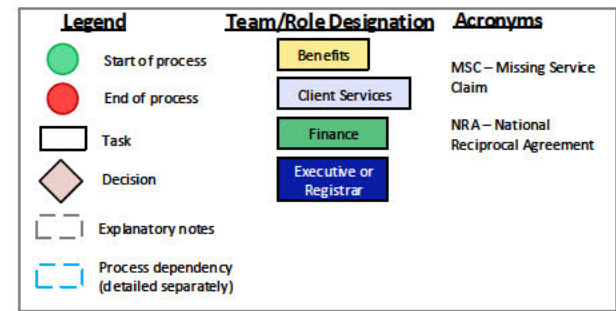 Legend
Start of process
End of process
Task
Decision
Explanatory notes
Process dependency
(detailed separately)
Team/Role Designation
Benefits
Client Services
Finance
Executive or
Registrar
Acronyms
MSC – Missing Service
Claim
NRA – National
Reciprocal Agreement